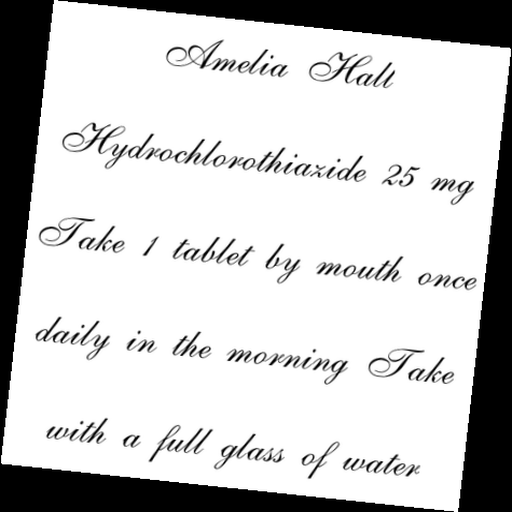 Amelia Halt
Hydrochlorothiazide 25 mg
Take 1 tablet by mouth once
daily in the morning Take
with a full glass of water